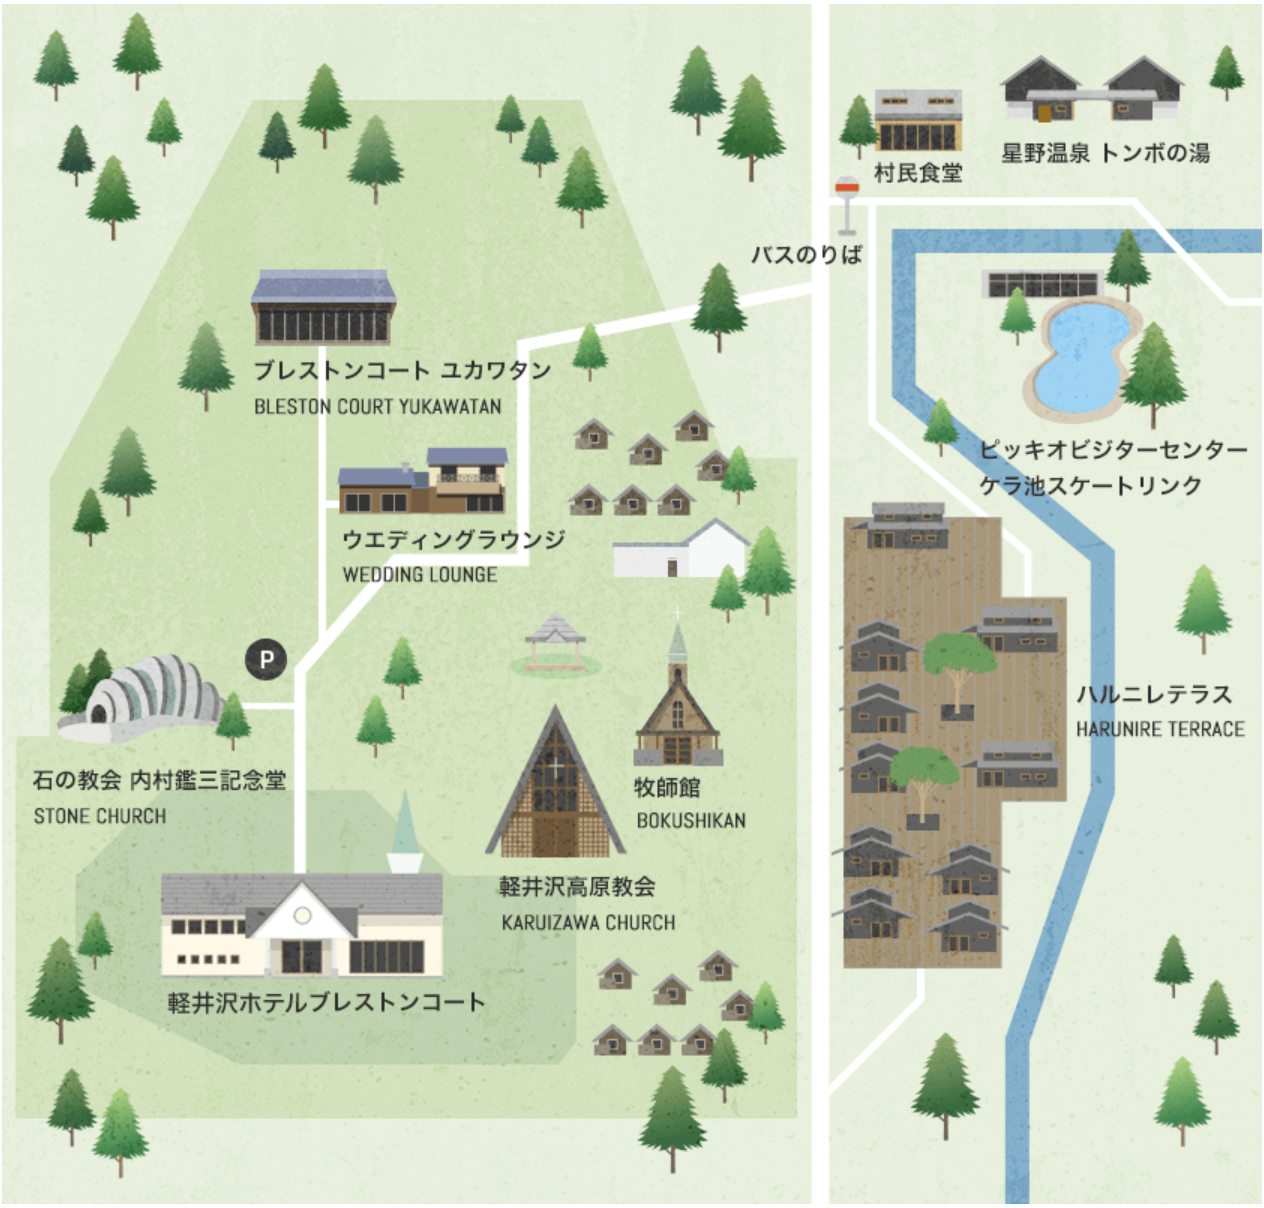 村民食堂
星野温泉 トンボの湯
バスのりば
ブレストンコート ユカワタン
BLESTON COURT YUKAWATAN
ピッキオビジターセンター
ケラ池スケートリンク
ウエディングラウンジ
WEDDING LOUNGE
P
ハルニレテラス
HARUNIRE TERRACE
石の教会 内村鑑三記念堂
STONE CHURCH
牧師館
BOKUSHIKAN
軽井沢高原教会
KARUIZAWA CHURCH
軽井沢ホテルブレストンコート